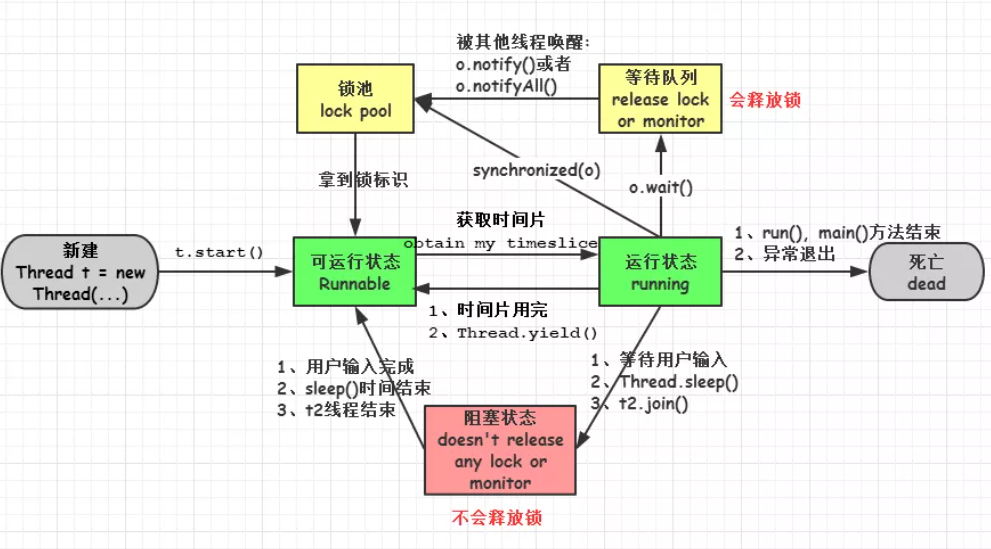 被其他线程唤醒:
o.notify()或者
o.notifyAll()
锁池
lock pool
等待队列
release lock
or monitor
会释放锁
synchronized(o)
o.wait()
拿到锁标识
获取时间片
obtain my timeslice
新建
Thread t = new
Thread(...)
t.start()
可运行状态
Runnable
运行状态
running
1、run(), main()方法结束
2、异常退出
死亡
dead
1、时间片用完
2、Thread.yield()
1、用户输入完成
2、sleep()时间结束
3、t2线程结束
1、等待用户输入
2、Thread.sleep()
3、t2.join()
阻塞状态
doesn't release
any lock or
monitor
不会释放锁